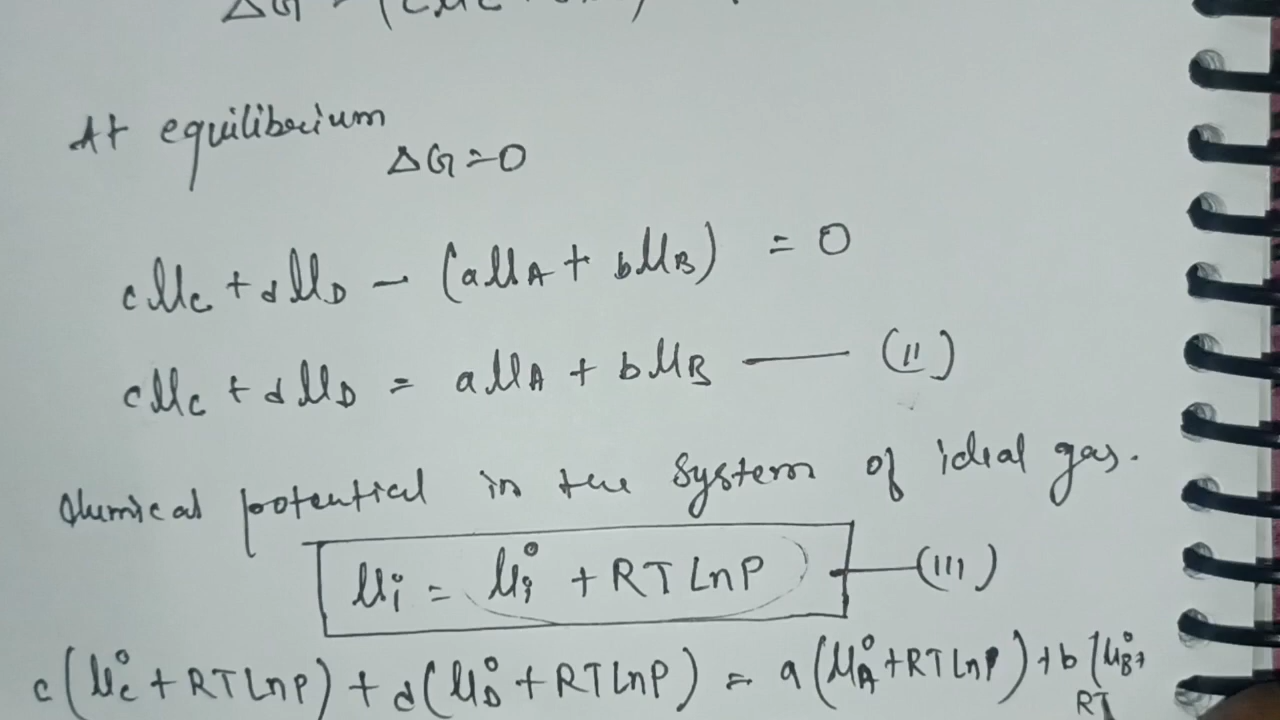 ΔG
At equilibrium
ΔG = 0
cμC + dμD - (aμA + bμB) = 0
cμC + dμD = aμA + bμB —— (II)
Chemical potential in the system of ideal gas.
μi = μi° + RT LnP —— (III)
c(μC° + RT LnP) + d(μD° + RT LnP) = a(μA° + RT LnP) + b(μB° +
RT